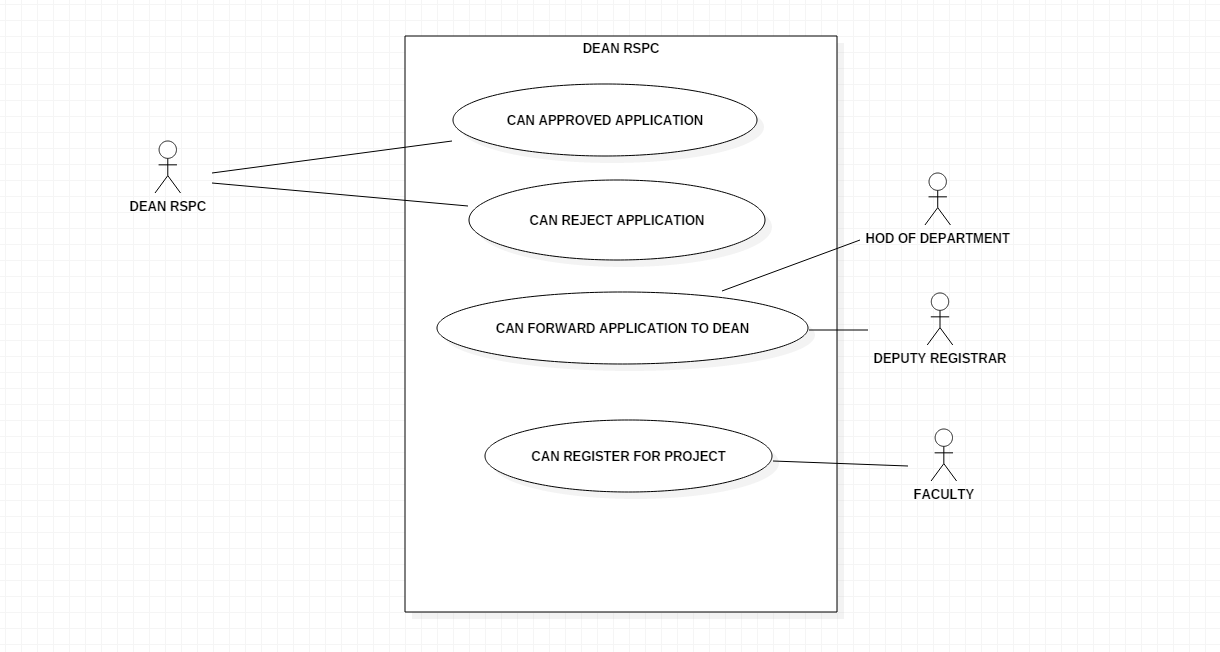 DEAN RSPC
CAN APPROVED APPLICATION
DEAN RSPC
CAN REJECT APPLICATION
HOD OF DEPARTMENT
CAN FORWARD APPLICATION TO DEAN
DEPUTY REGISTRAR
CAN REGISTER FOR PROJECT
FACULTY